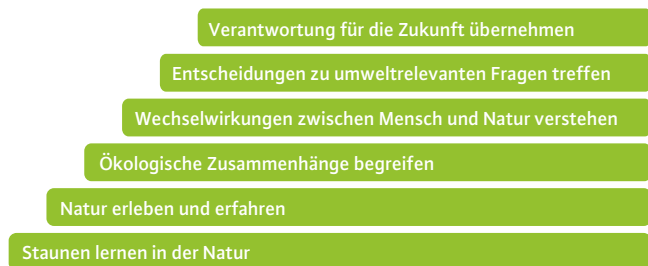 Verantwortung für die Zukunft übernehmen
Entscheidungen zu umweltrelevanten Fragen treffen
Wechselwirkungen zwischen Mensch und Natur verstehen
Ökologische Zusammenhänge begreifen
Natur erleben und erfahren
Staunen lernen in der Natur